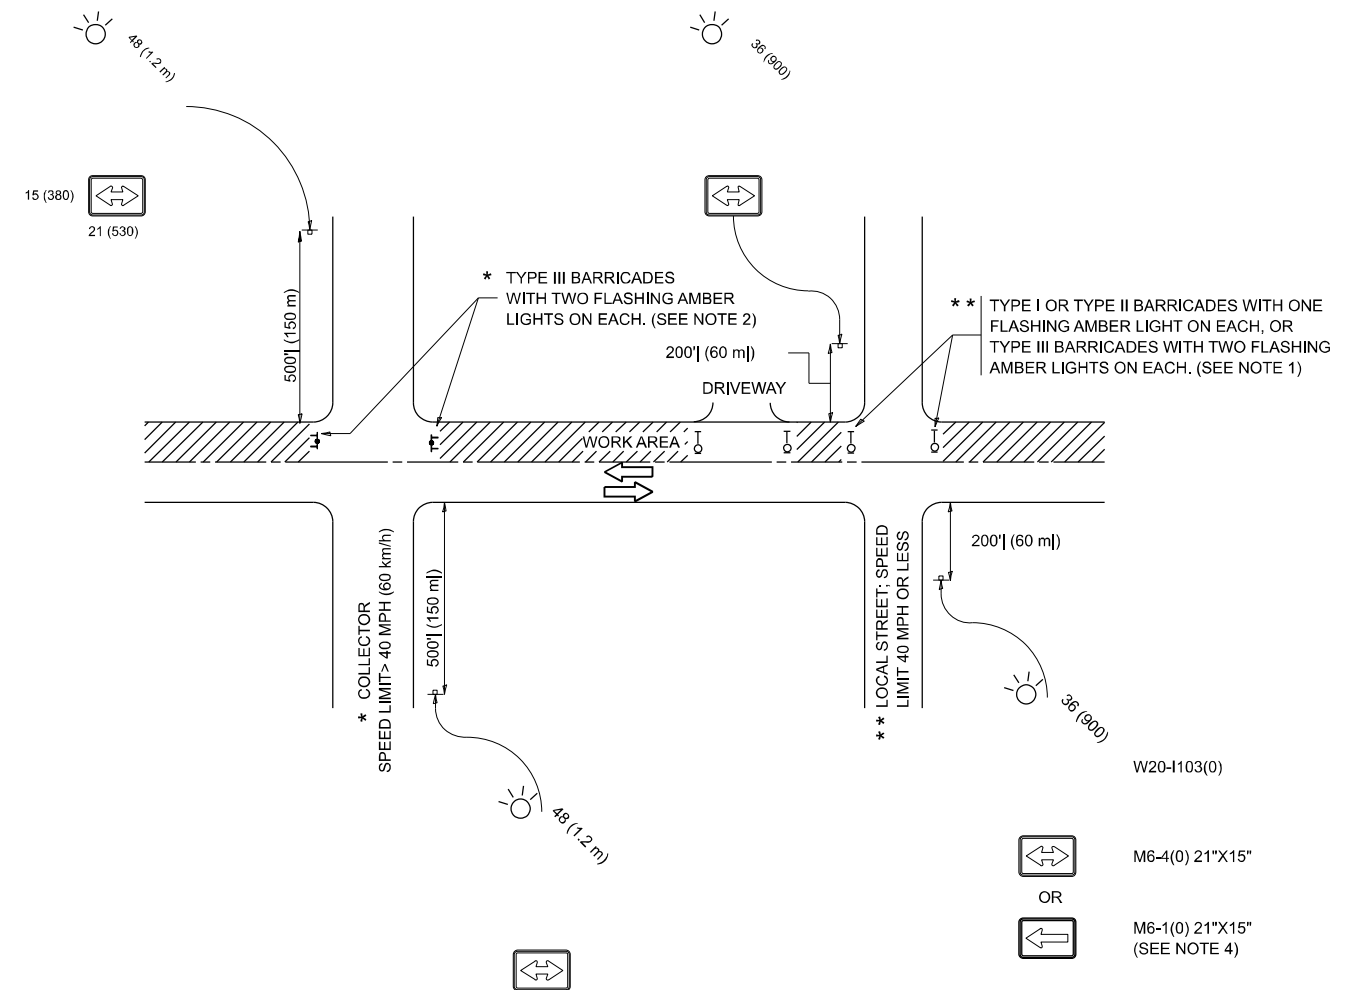 48 (1.2 m)
36 (900)
15 (380)
21 (530)
500'| (150 m)
* TYPE III BARRICADES
WITH TWO FLASHING AMBER
LIGHTS ON EACH. (SEE NOTE 2)
200'| (60 m|)
DRIVEWAY
* * TYPE I OR TYPE II BARRICADES WITH ONE
FLASHING AMBER LIGHT ON EACH, OR
TYPE III BARRICADES WITH TWO FLASHING
AMBER LIGHTS ON EACH. (SEE NOTE 1)
WORK AREA
* COLLECTOR
SPEED LIMIT> 40 MPH (60 km/h)
500'| (150 m|)
* * LOCAL STREET; SPEED
LIMIT 40 MPH OR LESS
200'| (60 m|)
36 (900)
48 (1.2 m)
W20-I103(0)
M6-4(0) 21"X15"
OR
M6-1(0) 21"X15"
(SEE NOTE 4)